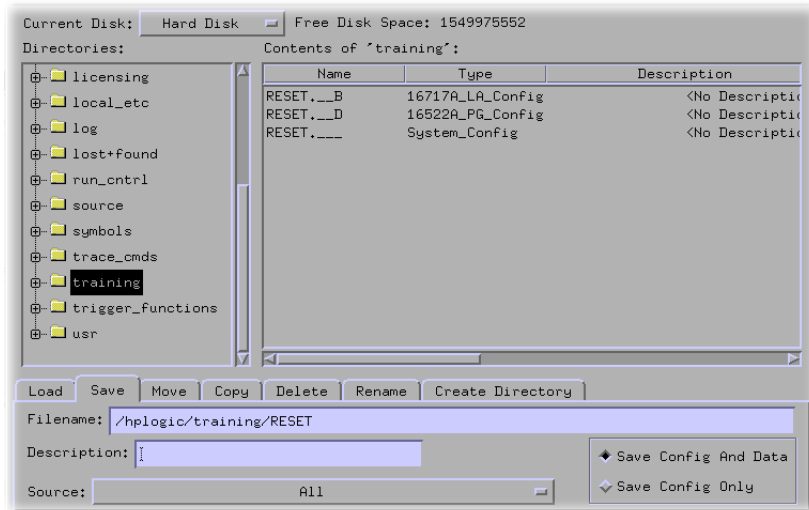 Current Disk: Hard Disk Free Disk Space: 1549975552
Directories: Contents of "training":
Name Type Description
licensing
local_etc
log
lost+found
run_cntrl
source
symbols
trace_cmds
training
trigger_functions
usr
RESET.__B 16717A_LA_Config <No Descriptio
RESET.__D 16522A_PG_Config <No Descriptio
RESET.___ System_Config <No Descriptio
Load Save Move Copy Delete Rename Create Directory
Filename: /hplogic/training/RESET
Description:
Save Config And Data
Source: All
Save Config Only